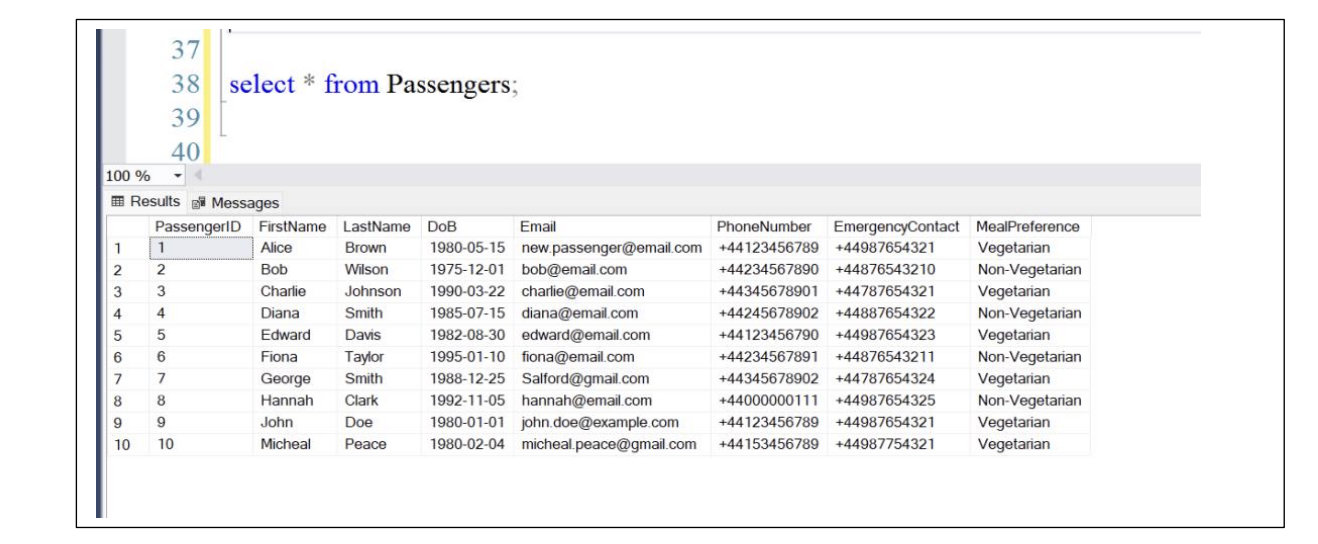 37
38 select * from Passengers;
39
40
100 %
Results Messages
PassengerID FirstName LastName DoB Email PhoneNumber EmergencyContact MealPreference
1 1 Alice Brown 1980-05-15 new.passenger@email.com +44123456789 +44987654321 Vegetarian
2 2 Bob Wilson 1975-12-01 bob@email.com +44234567890 +44876543210 Non-Vegetarian
3 3 Charlie Johnson 1990-03-22 charlie@email.com +44345678901 +44787654321 Vegetarian
4 4 Diana Smith 1985-07-15 diana@email.com +44245678902 +44887654322 Non-Vegetarian
5 5 Edward Davis 1982-08-30 edward@email.com +44123456790 +44987654323 Vegetarian
6 6 Fiona Taylor 1995-01-10 fiona@email.com +44234567891 +44876543211 Non-Vegetarian
7 7 George Smith 1988-12-25 Salford@gmail.com +44345678902 +44787654324 Vegetarian
8 8 Hannah Clark 1992-11-05 hannah@email.com +44000000111 +44987654325 Non-Vegetarian
9 9 John Doe 1980-01-01 john.doe@example.com +44123456789 +44987654321 Vegetarian
10 10 Micheal Peace 1980-02-04 micheal.peace@gmail.com +44153456789 +44987754321 Vegetarian